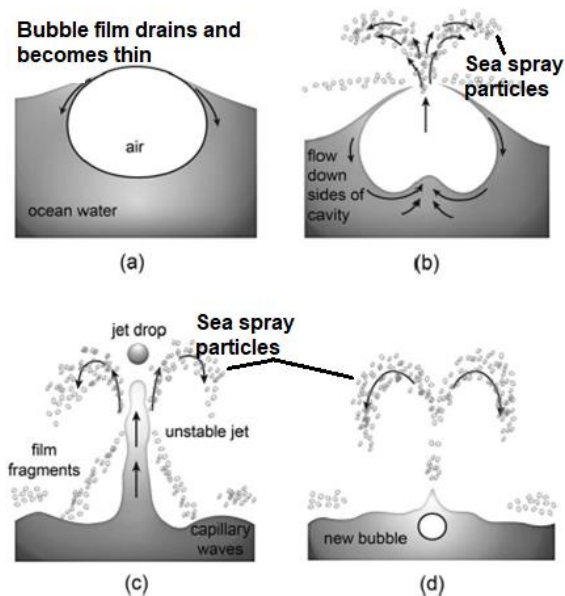 Bubble film drains and
becomes thin
air
ocean water
(a)
Sea spray
particles
flow
down
sides of
cavity
(b)
jet drop
Sea spray
particles
film
fragments
unstable jet
capillary
waves
(c)
new bubble
(d)